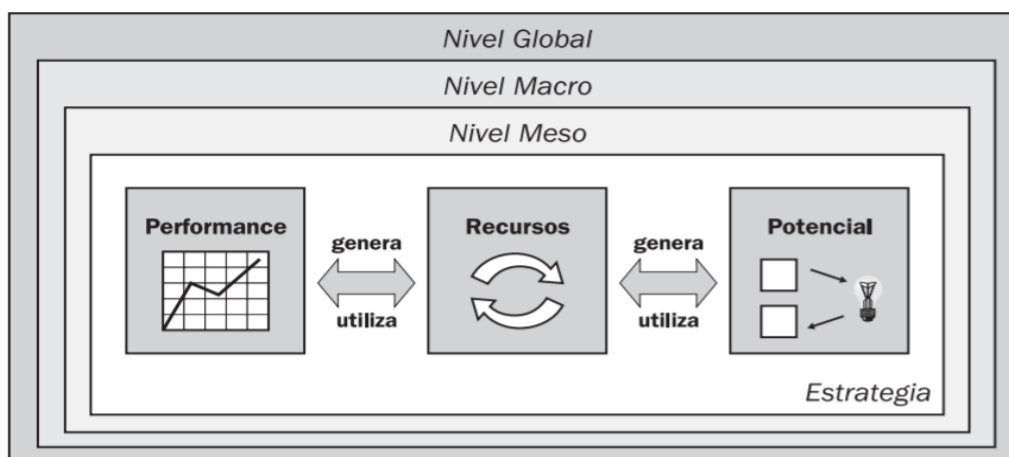 Nivel Global
Nivel Macro
Nivel Meso
Performance
genera
utiliza
Recursos
genera
utiliza
Potencial
Estrategia